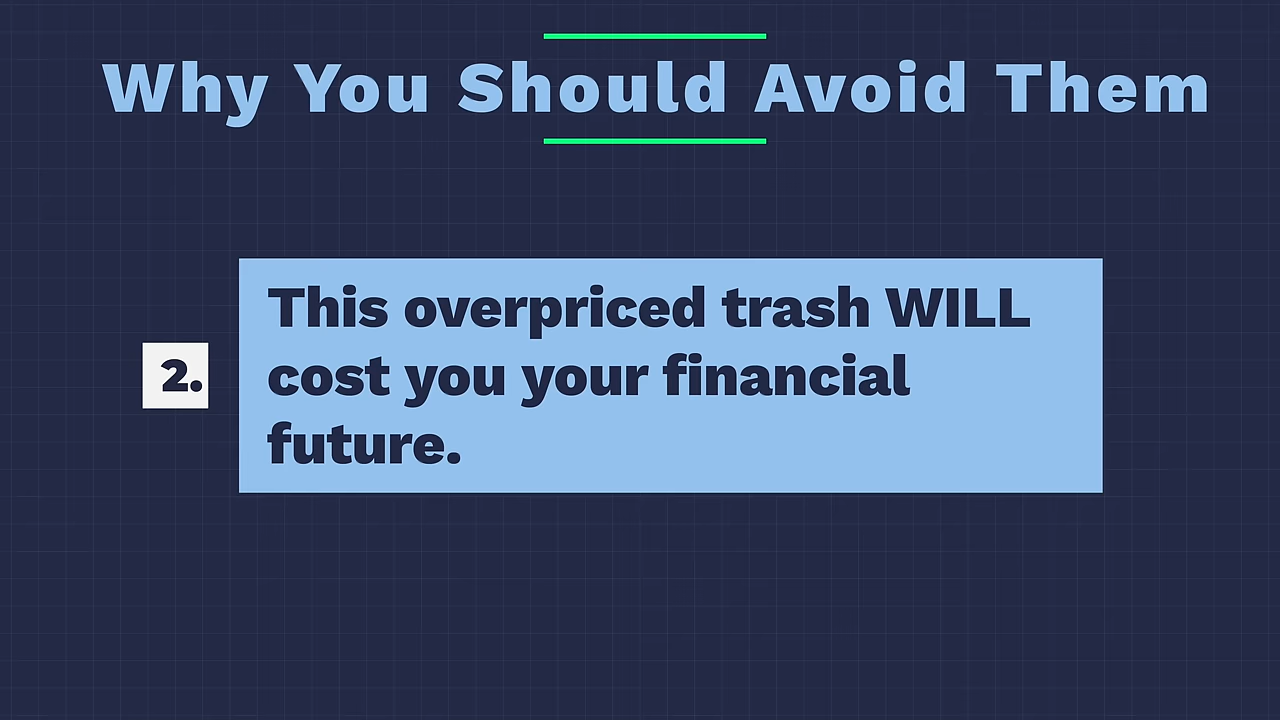 Why You Should Avoid Them
2.
This overpriced trash WILL
cost you your financial
future.